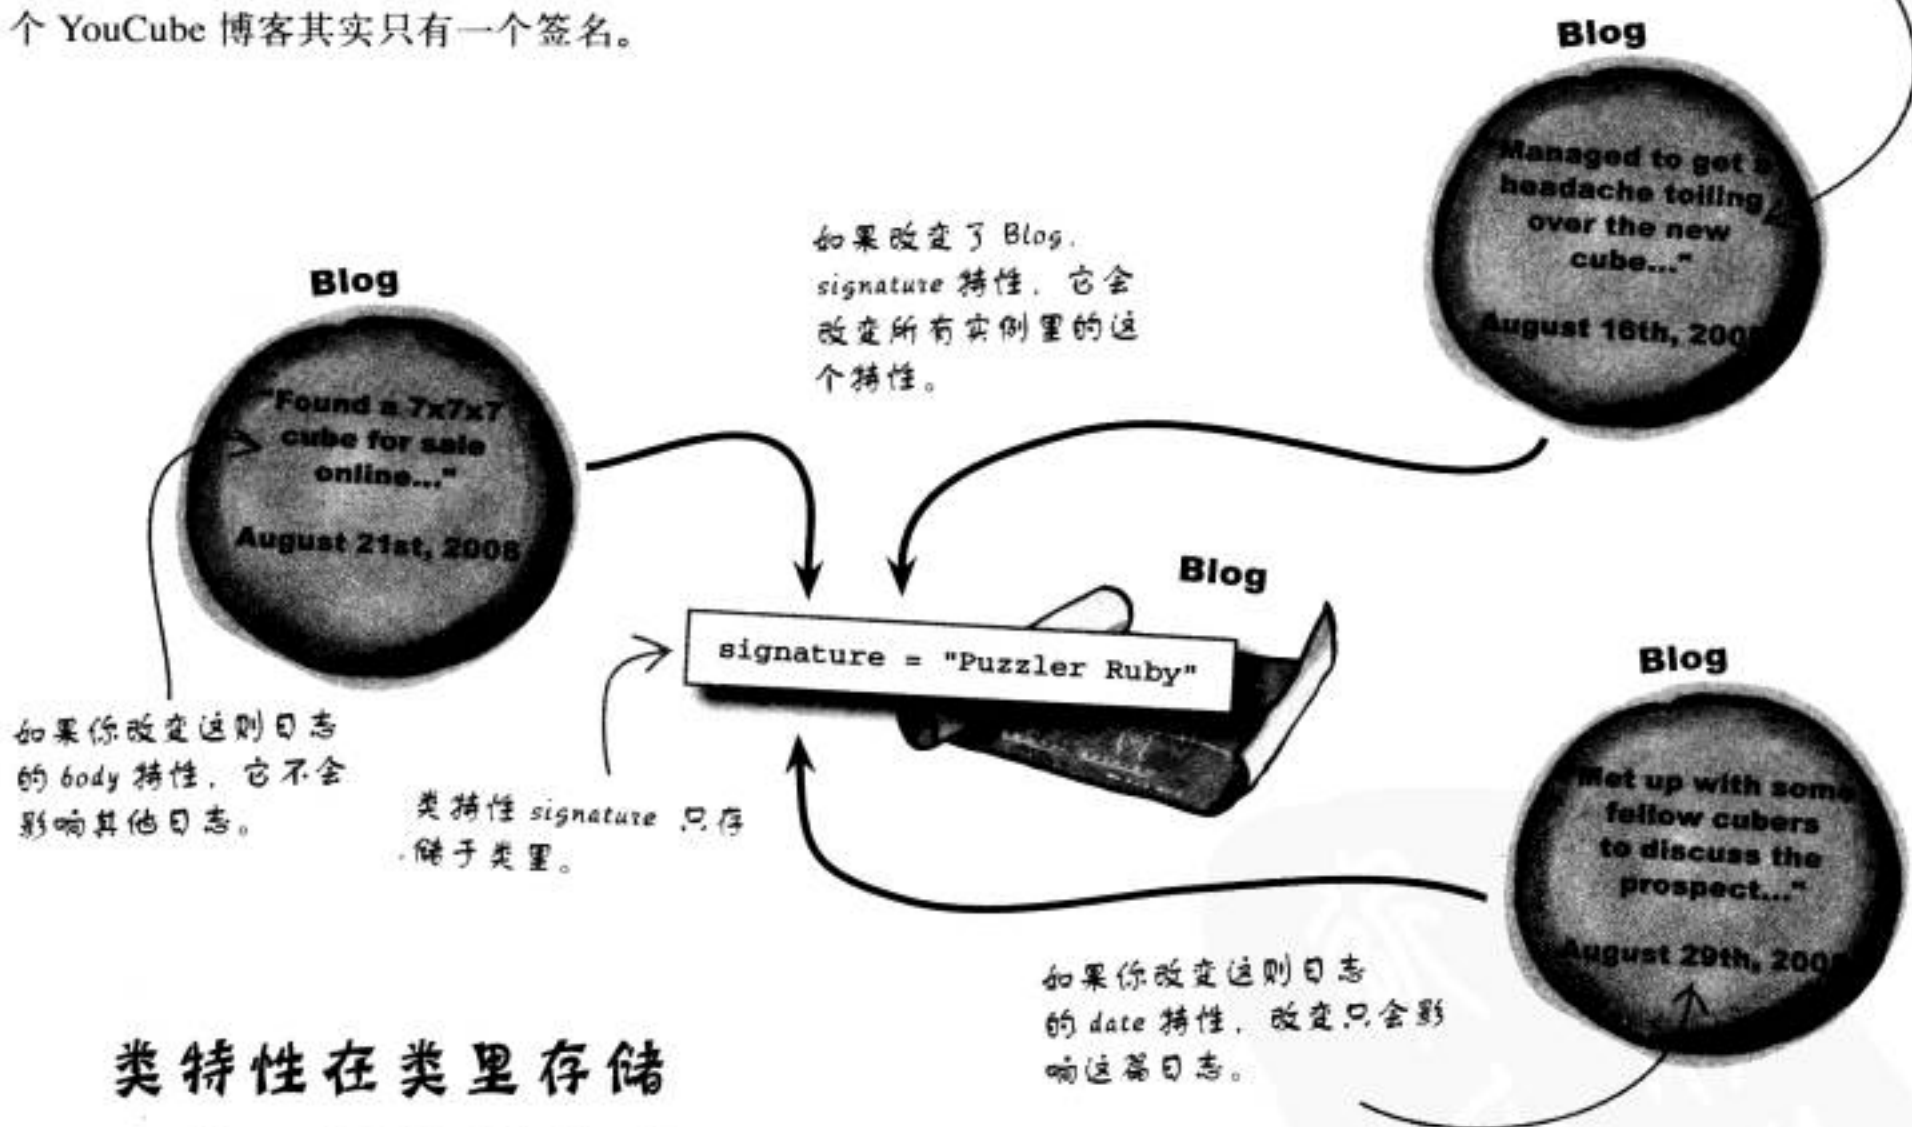 个 YouCube 博客其实只有一个签名。
Blog
"Managed to get a
headache toiling
over the new
cube..."
August 16th,
如果改变了 Blog.
signature 特性，它会
改变所有实例里的这
个特性。
Blog
"Found a 7x7x7
cube for sale
online..."
August 21st, 2008
Blog
signature = "Puzzler Ruby"
如果你改变这则日志
的 body 特性，它不会
影响其他日志。
类特性 signature 只存
储于类里。
Blog
"Met up with some
fellow cubers
to discuss the
prospect..."
August 29th,
如果你改变这则日志
的 date 特性，改变只会影
响这篇日志。
类特性在类里存储